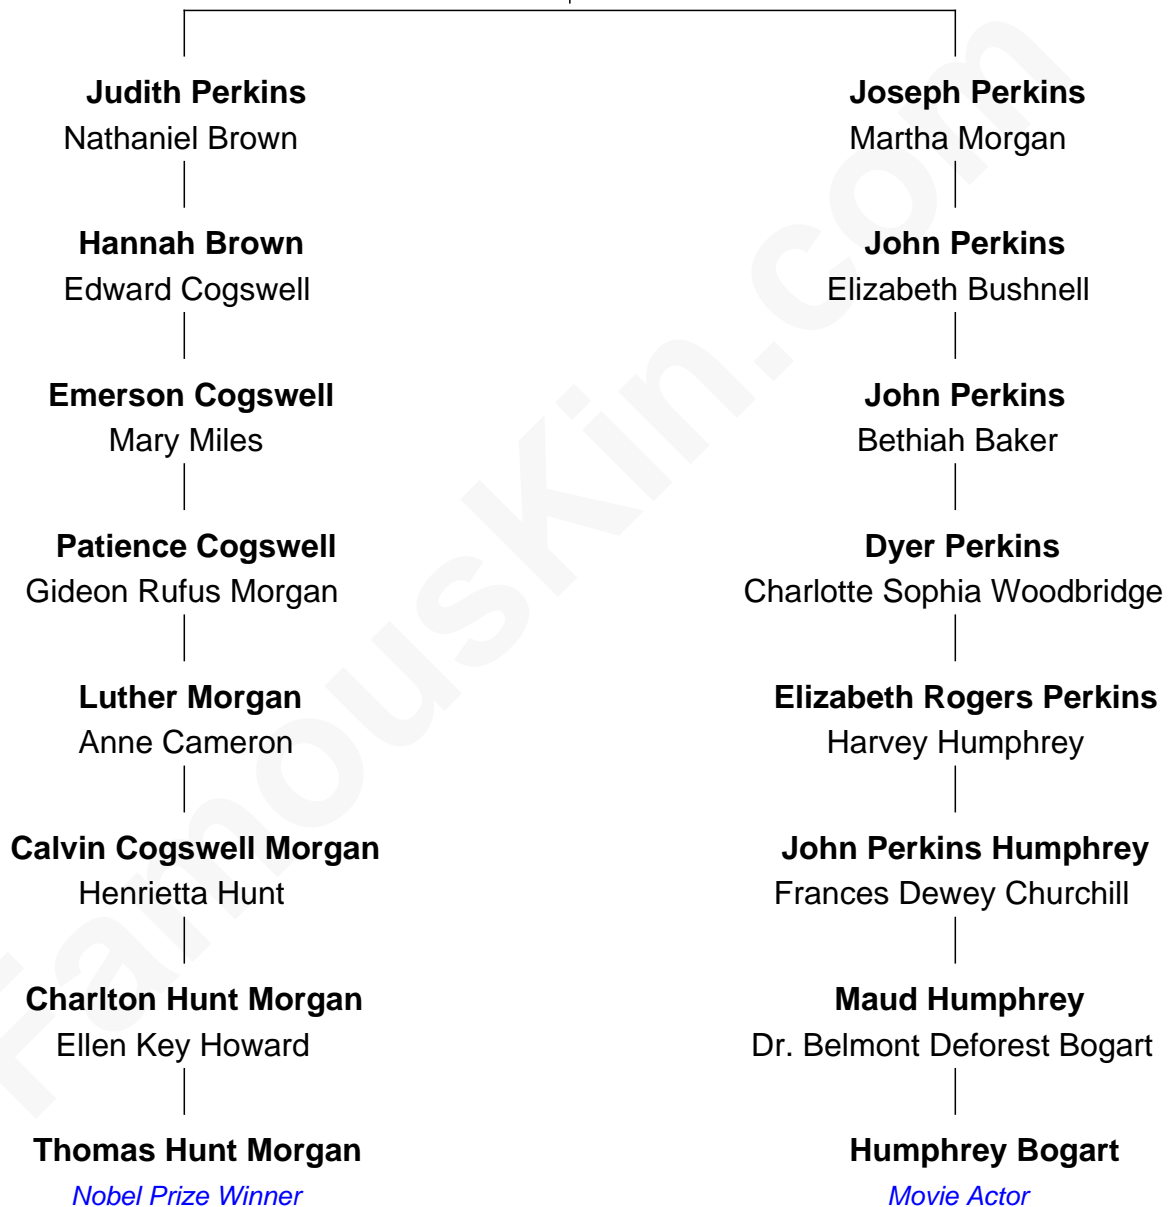 Judith Perkins
Nathaniel Brown
Hannah Brown
Edward Cogswell
Emerson Cogswell
Mary Miles
Patience Cogswell
Gideon Rufus Morgan
Luther Morgan
Anne Cameron
Calvin Cogswell Morgan
Henrietta Hunt
Charlton Hunt Morgan
Ellen Key Howard
Thomas Hunt Morgan
Nobel Prize Winner
Joseph Perkins
Martha Morgan
John Perkins
Elizabeth Bushnell
John Perkins
Bethiah Baker
Dyer Perkins
Charlotte Sophia Woodbridge
Elizabeth Rogers Perkins
Harvey Humphrey
John Perkins Humphrey
Frances Dewey Churchill
Maud Humphrey
Dr. Belmont Deforest Bogart
Humphrey Bogart
Movie Actor
FamousKin.com